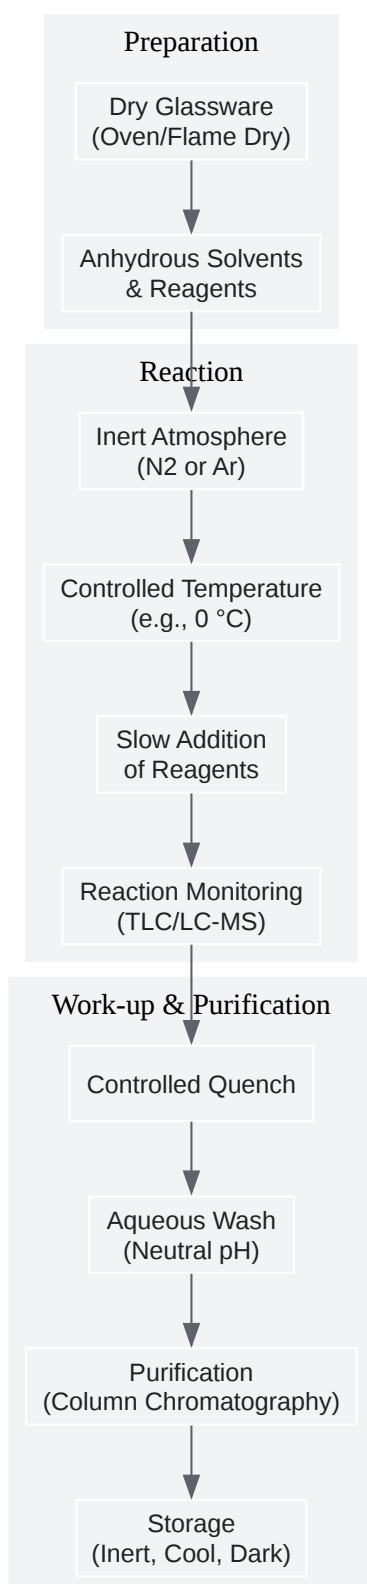 Preparation
Dry Glassware
(Oven/Flame Dry)
Anhydrous Solvents
& Reagents
Reaction
Inert Atmosphere
(N2 or Ar)
Controlled Temperature
(e.g., 0 °C)
Slow Addition
of Reagents
Reaction Monitoring
(TLC/LC-MS)
Work-up & Purification
Controlled Quench
Aqueous Wash
(Neutral pH)
Purification
(Column Chromatography)
Storage
(Inert, Cool, Dark)